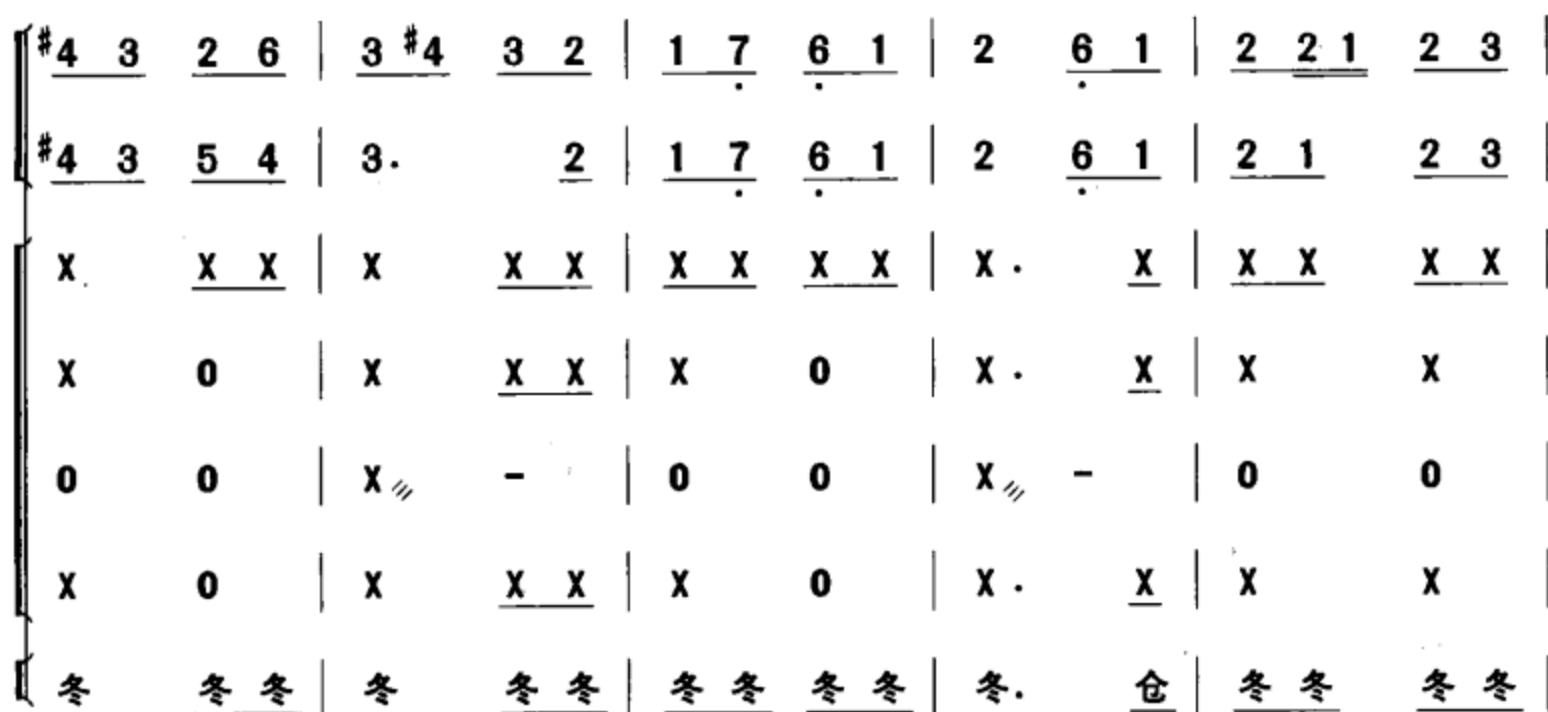 #4 3 2 6 | 3 #4 3 2 | 1 7̣ 6̣ 1 | 2 6̣ 1 | 2 2 1 2 3 |
#4 3 5 4 | 3. 2 | 1 7̣ 6̣ 1 | 2 6̣ 1 | 2 1 2 3 |
X X X | X X X | X X X X | X. X | X X X X |
X 0 | X X X | X 0 | X. X | X X |
0 0 | X /// - | 0 0 | X /// - | 0 0 |
X 0 | X X X | X 0 | X. X | X X |
冬 冬 冬 | 冬 冬 冬 | 冬 冬 冬 冬 | 冬. 仓 | 冬 冬 冬 冬 |